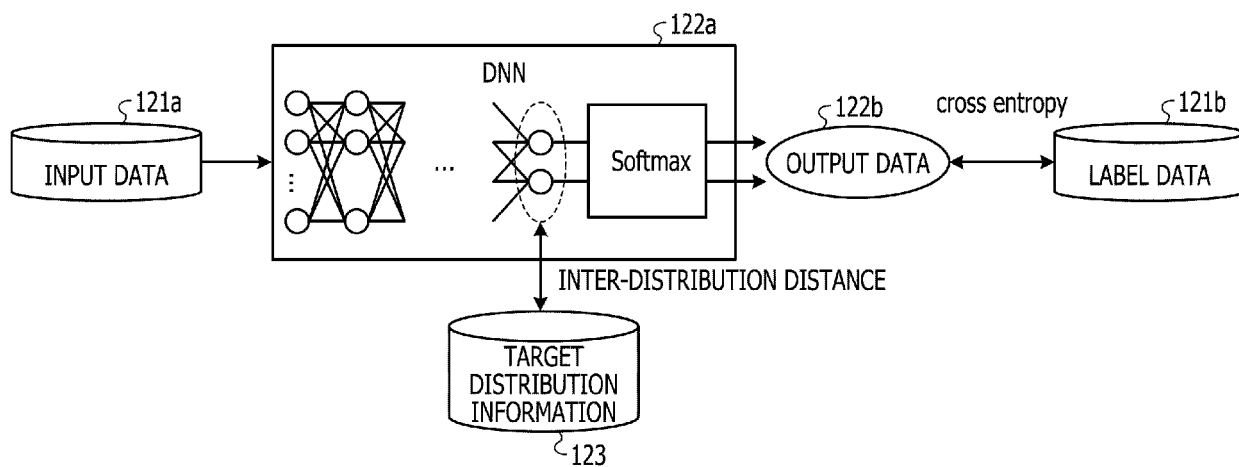 122a
121a
DNN
122b
cross entropy
121b
INPUT DATA
...
...
Softmax
OUTPUT DATA
LABEL DATA
INTER-DISTRIBUTION DISTANCE
TARGET
DISTRIBUTION
INFORMATION
123